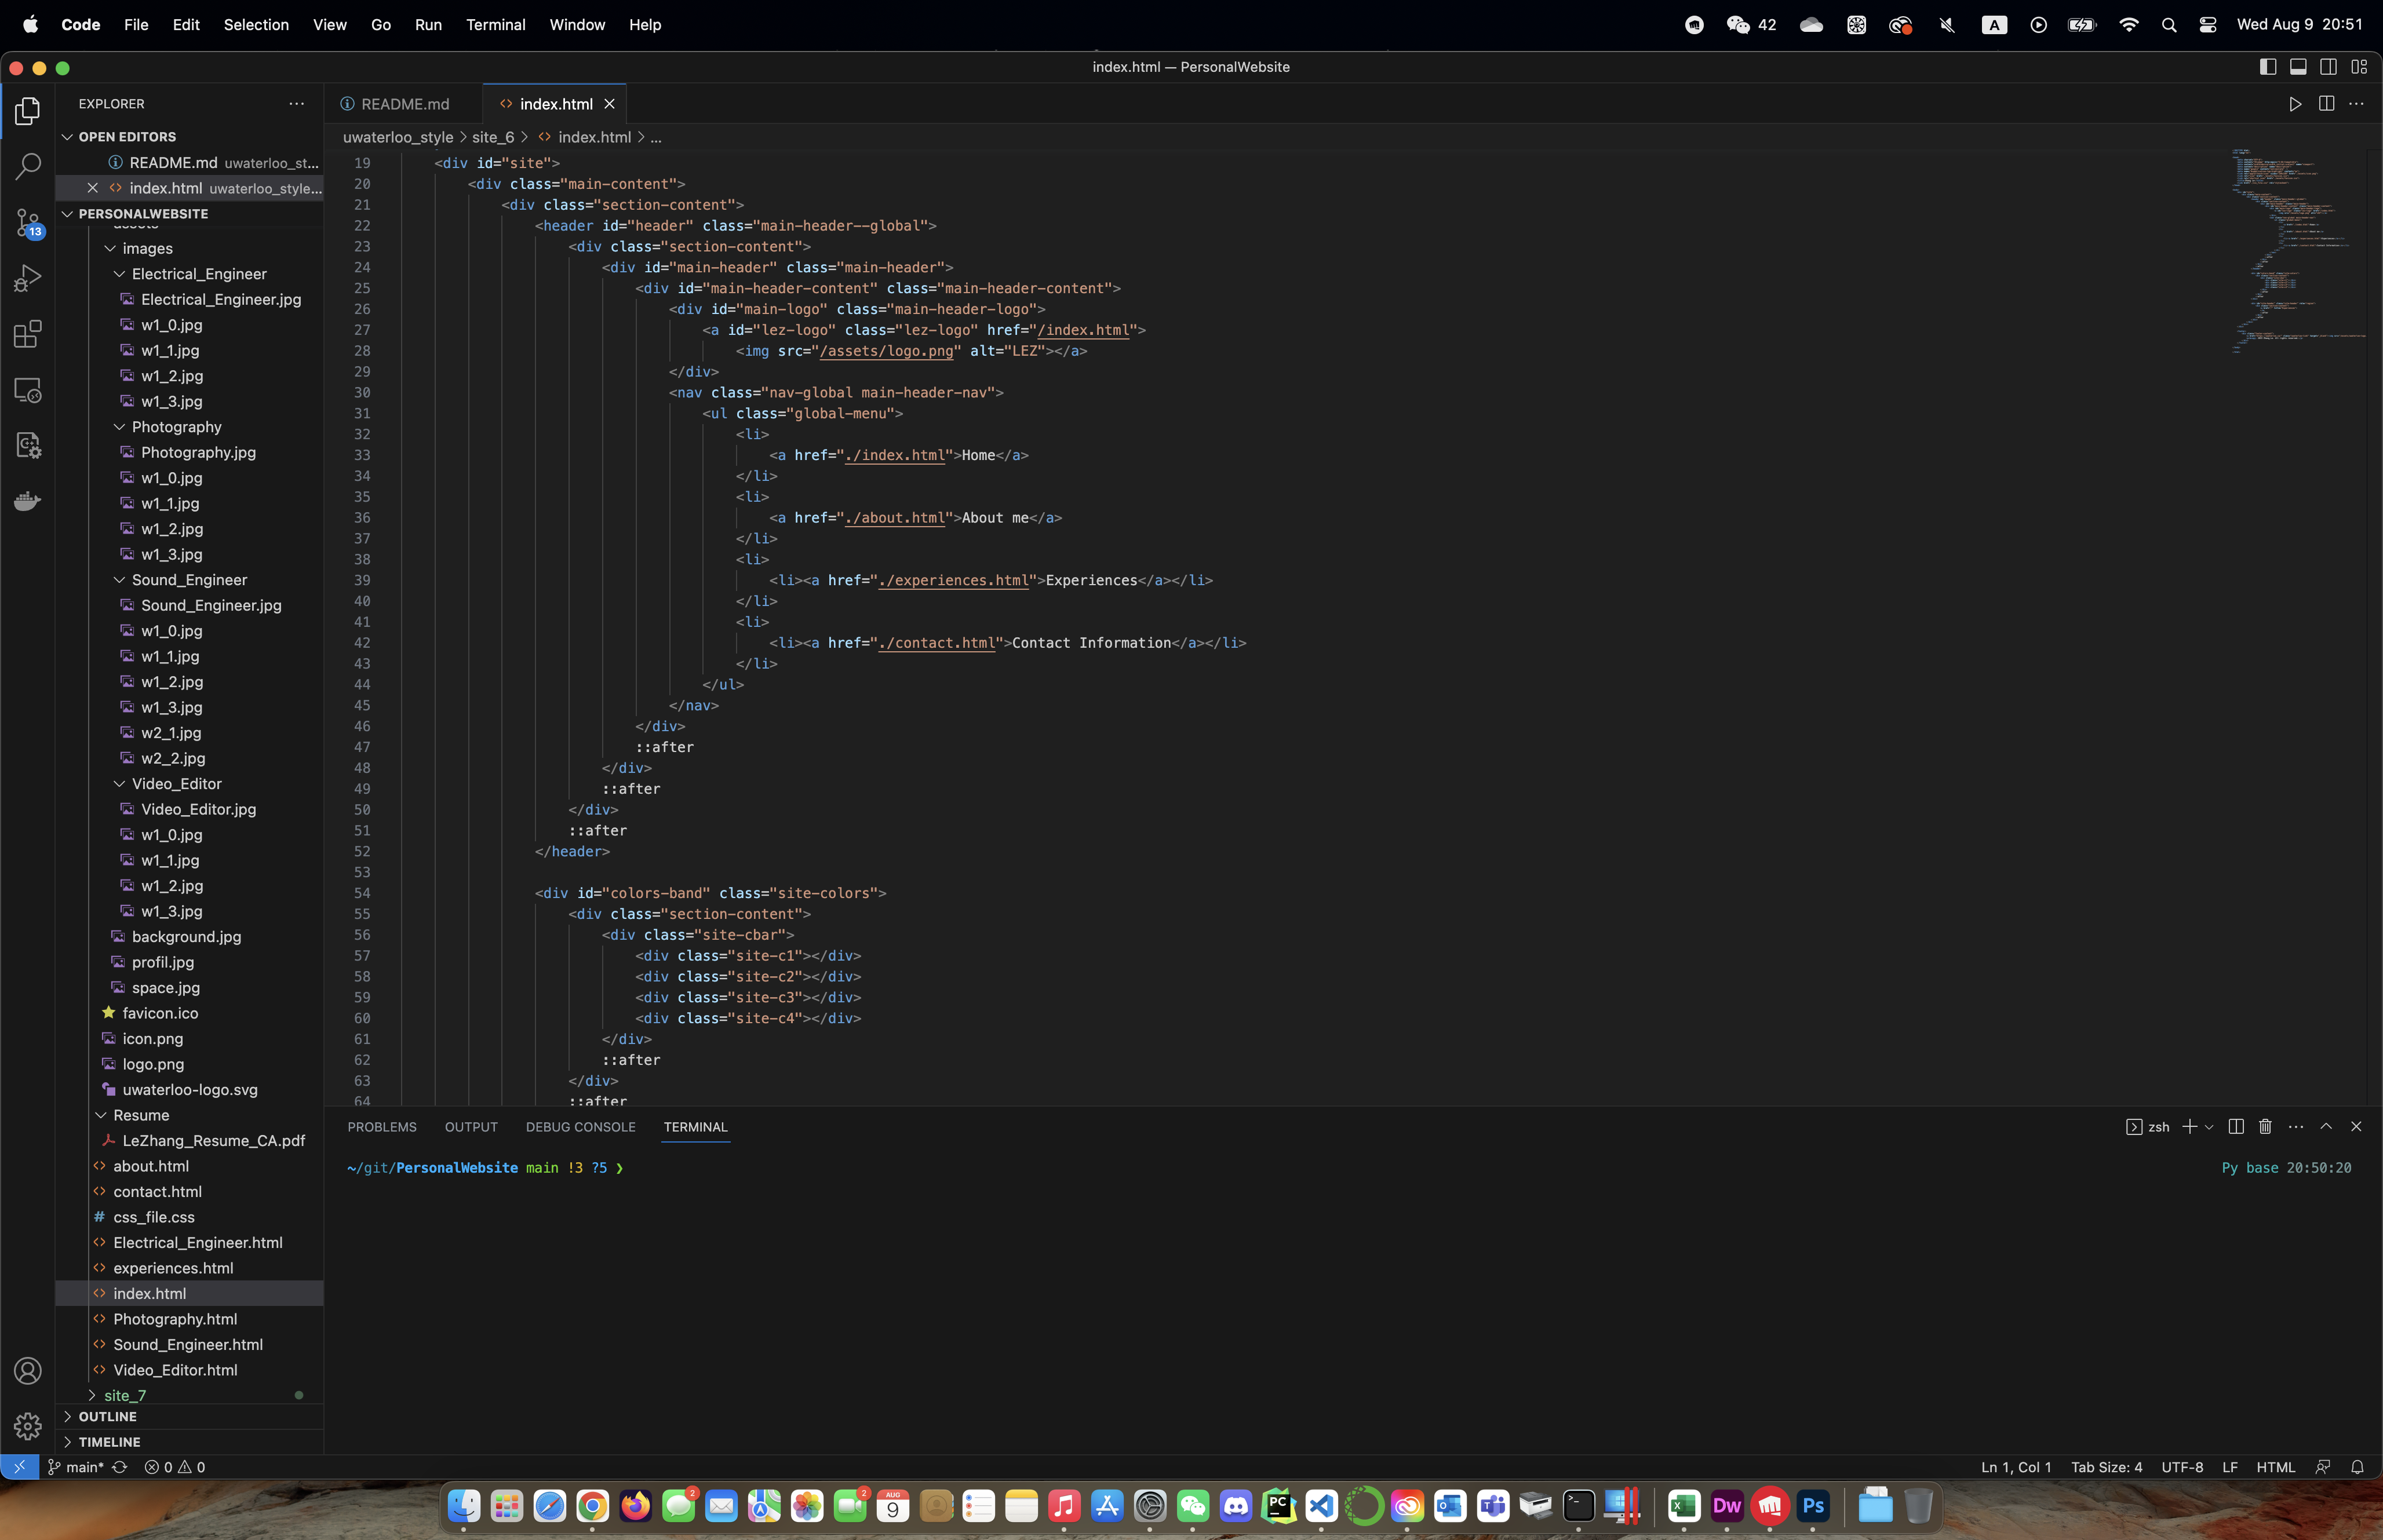 Code File Edit Selection View Go Run Terminal Window Help 42 A Wed Aug 9 20:51
index.html — PersonalWebsite
EXPLORER
OPEN EDITORS
README.md uwaterloo_st...
index.html uwaterloo_style...
PERSONALWEBSITE
assets
images
Electrical_Engineer
Electrical_Engineer.jpg
w1_0.jpg
w1_1.jpg
w1_2.jpg
w1_3.jpg
Photography
Photography.jpg
w1_0.jpg
w1_1.jpg
w1_2.jpg
w1_3.jpg
Sound_Engineer
Sound_Engineer.jpg
w1_0.jpg
w1_1.jpg
w1_2.jpg
w1_3.jpg
w2_1.jpg
w2_2.jpg
Video_Editor
Video_Editor.jpg
w1_0.jpg
w1_1.jpg
w1_2.jpg
w1_3.jpg
background.jpg
profil.jpg
space.jpg
favicon.ico
icon.png
logo.png
uwaterloo-logo.svg
Resume
LeZhang_Resume_CA.pdf
about.html
contact.html
css_file.css
Electrical_Engineer.html
experiences.html
index.html
Photography.html
Sound_Engineer.html
Video_Editor.html
site_7
OUTLINE
TIMELINE
13
README.md index.html
uwaterloo_style > site_6 > index.html > ...
19 <div id="site">
20 <div class="main-content">
21 <div class="section-content">
22 <header id="header" class="main-header--global">
23 <div class="section-content">
24 <div id="main-header" class="main-header">
25 <div id="main-header-content" class="main-header-content">
26 <div id="main-logo" class="main-header-logo">
27 <a id="lez-logo" class="lez-logo" href="/index.html">
28 <img src="/assets/logo.png" alt="LEZ"></a>
29 </div>
30 <nav class="nav-global main-header-nav">
31 <ul class="global-menu">
32 <li>
33 <a href="./index.html">Home</a>
34 </li>
35 <li>
36 <a href="./about.html">About me</a>
37 </li>
38 <li>
39 <li><a href="./experiences.html">Experiences</a></li>
40 </li>
41 <li>
42 <li><a href="./contact.html">Contact Information</a></li>
43 </li>
44 </ul>
45 </nav>
46 </div>
47 ::after
48 </div>
49 ::after
50 </div>
51 ::after
52 </header>
53
54 <div id="colors-band" class="site-colors">
55 <div class="section-content">
56 <div class="site-cbar">
57 <div class="site-c1"></div>
58 <div class="site-c2"></div>
59 <div class="site-c3"></div>
60 <div class="site-c4"></div>
61 </div>
62 ::after
63 </div>
64 ::after
PROBLEMS OUTPUT DEBUG CONSOLE TERMINAL zsh
~/git/PersonalWebsite main !3 ?5 ❯ Py base 20:50:20
main* 0 0 Ln 1, Col 1 Tab Size: 4 UTF-8 LF HTML
2 2 AUG 9 PC Dw Ps